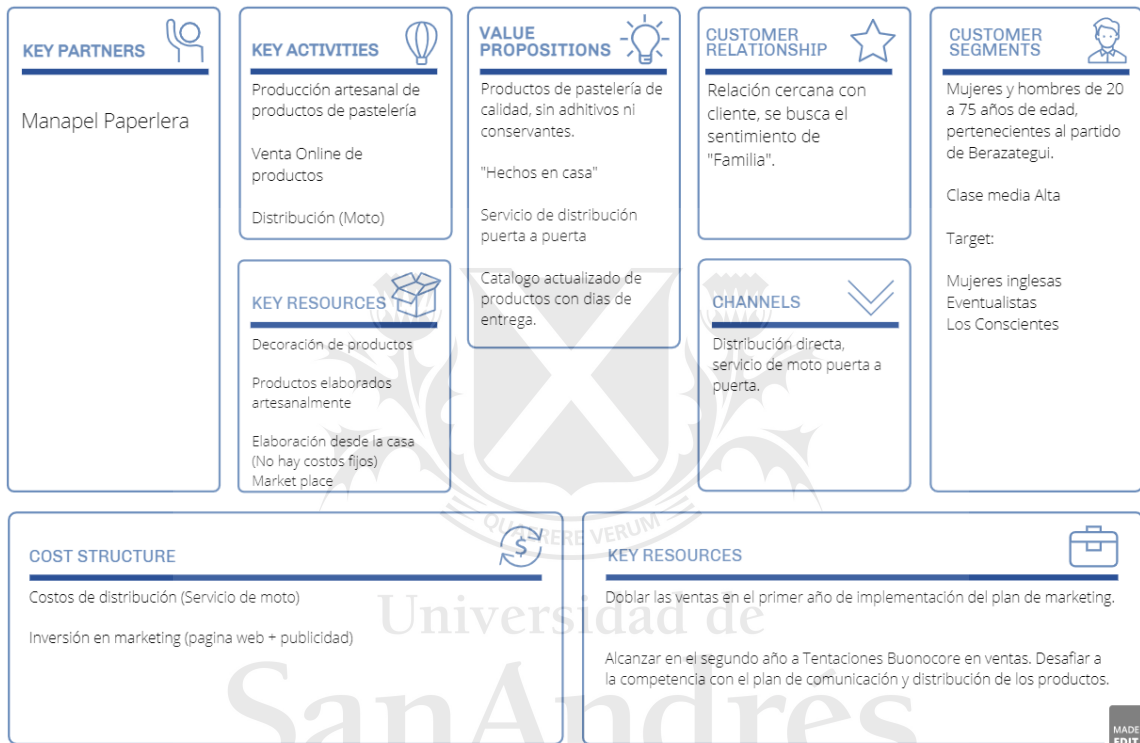 KEY PARTNERS
Manapel Paperlera
KEY ACTIVITIES
Producción artesanal de
productos de pastelería
Venta Online de
productos
Distribución (Moto)
KEY RESOURCES
Decoración de productos
Productos elaborados
artesanalmente
Elaboración desde la casa
(No hay costos fijos)
Market place
VALUE
PROPOSITIONS
Productos de pastelería de
calidad, sin adhitivos ni
conservantes.
"Hechos en casa"
Servicio de distribución
puerta a puerta
Catalogo actualizado de
productos con dias de
entrega.
CUSTOMER
RELATIONSHIP
Relación cercana con
cliente, se busca el
sentimiento de
"Familia".
CHANNELS
Distribución directa,
servicio de moto puerta a
puerta.
CUSTOMER
SEGMENTS
Mujeres y hombres de 20
a 75 años de edad,
pertenecientes al partido
de Berazategui.
Clase media Alta
Target:
Mujeres inglesas
Eventualistas
Los Conscientes
COST STRUCTURE
Costos de distribución (Servicio de moto)
Inversión en marketing (pagina web + publicidad)
KEY RESOURCES
Doblar las ventas en el primer año de implementación del plan de marketing.
Alcanzar en el segundo año a Tentaciones Buonocore en ventas. Desafiar a
la competencia con el plan de comunicación y distribución de los productos.
QUAERERE VERUM
Universidad de
SanAndrés
MADE
EDIT